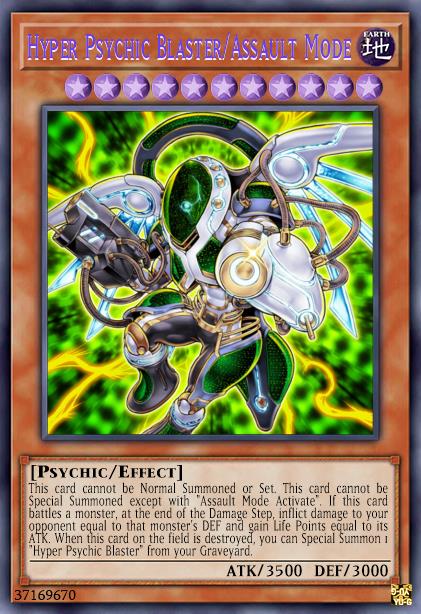 Hyper Psychic Blaster/Assault Mode
EARTH
地
[Psychic/Effect]
This card cannot be Normal Summoned or Set. This card cannot be
Special Summoned except with "Assault Mode Activate". If this card
battles a monster, at the end of the Damage Step, inflict damage to your
opponent equal to that monster's DEF and gain Life Points equal to its
ATK. When this card on the field is destroyed, you can Special Summon 1
"Hyper Psychic Blaster" from your Graveyard.
ATK/3500 DEF/3000
37169670